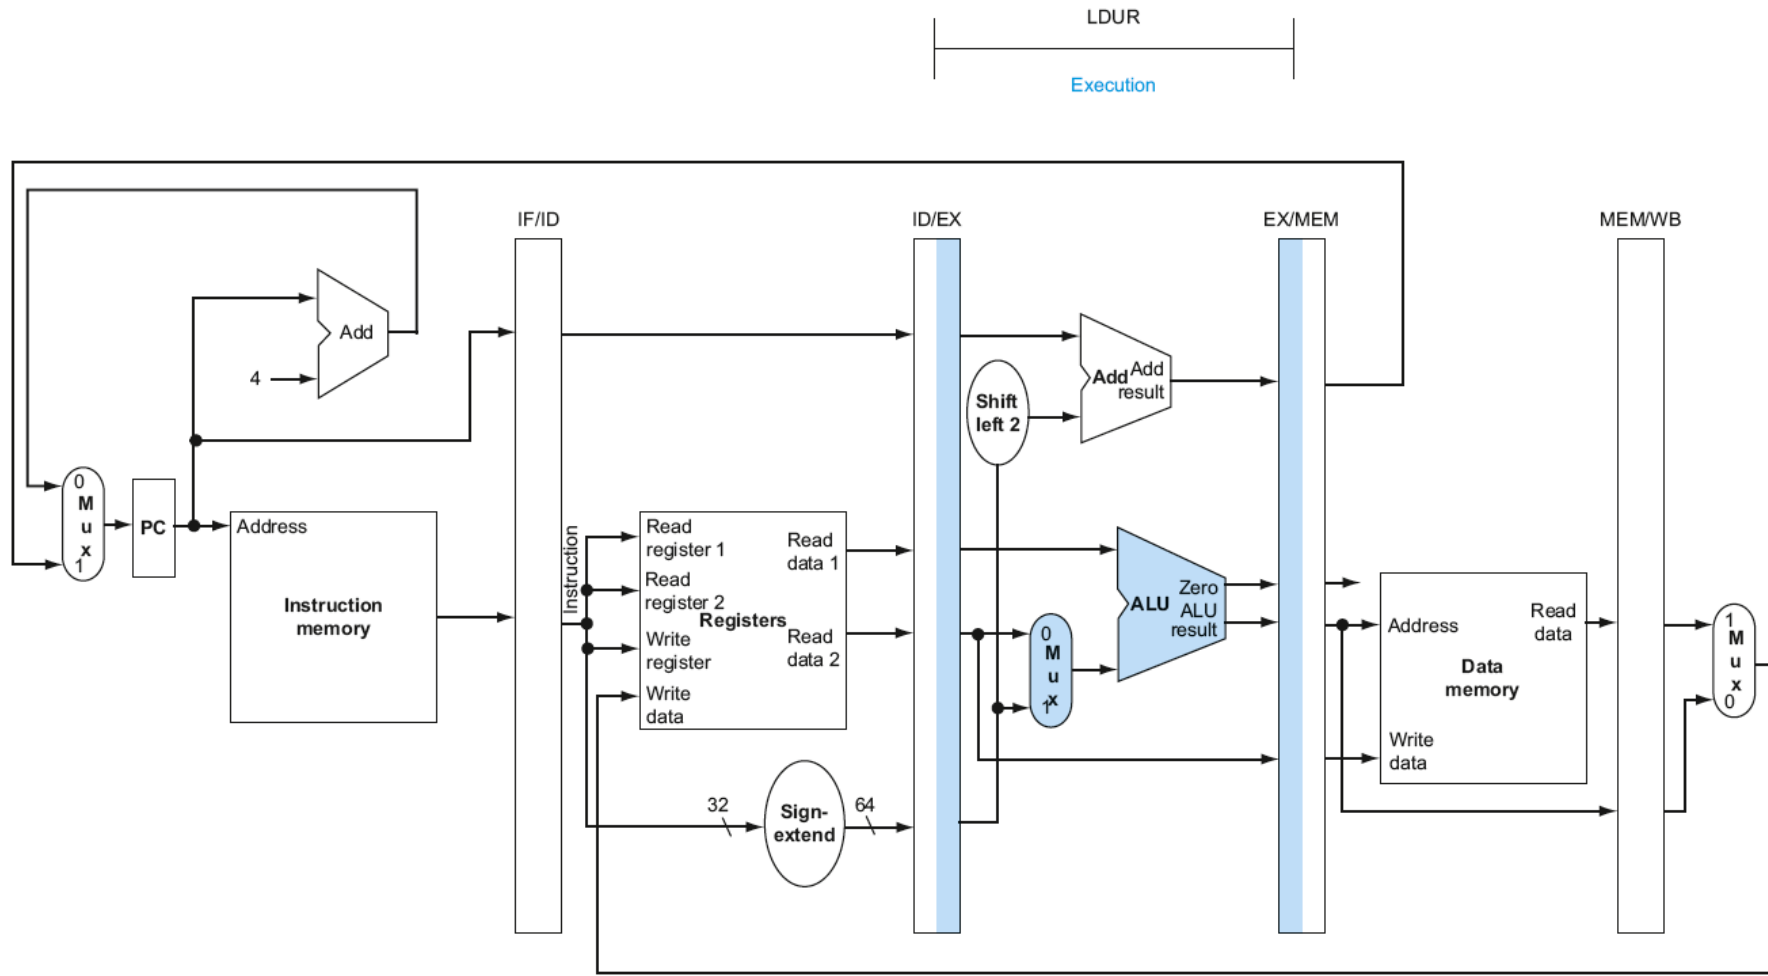 LDUR
Execution
IF/ID
ID/EX
EX/MEM
MEM/WB
Add
4
Add Add
result
Shift
left 2
0
M
u
x
1
PC
Address
Instruction
memory
Instruction
Read
register 1
Read
register 2
Registers
Write
register
Write
data
Read
data 1
Read
data 2
0
M
u
x
1
Zero
ALU
ALU
result
Address
Read
data
Data
memory
Write
data
1
M
u
x
0
32
Sign-
extend
64